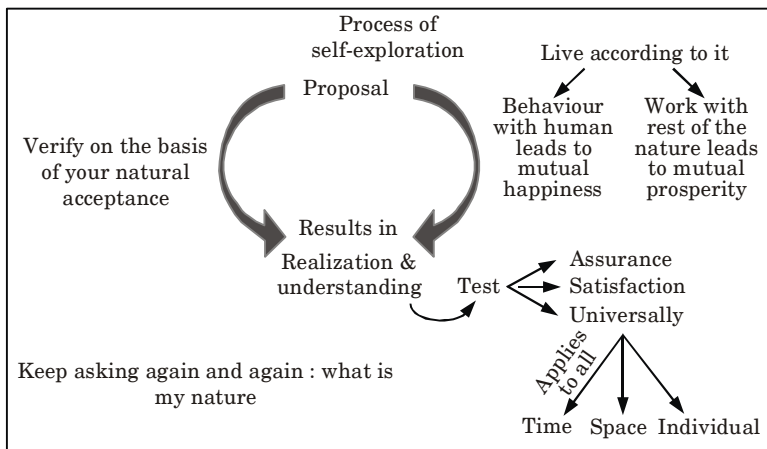 Process of
self-exploration
Proposal
Live according to it
Behaviour
with human
leads to
mutual
happiness
Work with
rest of the
nature leads
to mutual
prosperity
Verify on the basis
of your natural
acceptance
Results in
Realization &
understanding
Test
Assurance
Satisfaction
Universally
Applies
to all
Time
Space
Individual
Keep asking again and again : what is
my nature